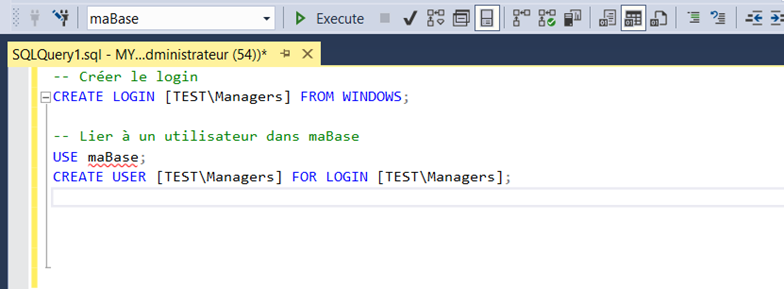 maBase
Execute
SQLQuery1.sql - MY...dministrateur (54))*
-- Créer le login
CREATE LOGIN [TEST\Managers] FROM WINDOWS;
-- Lier à un utilisateur dans maBase
USE maBase;
CREATE USER [TEST\Managers] FOR LOGIN [TEST\Managers];